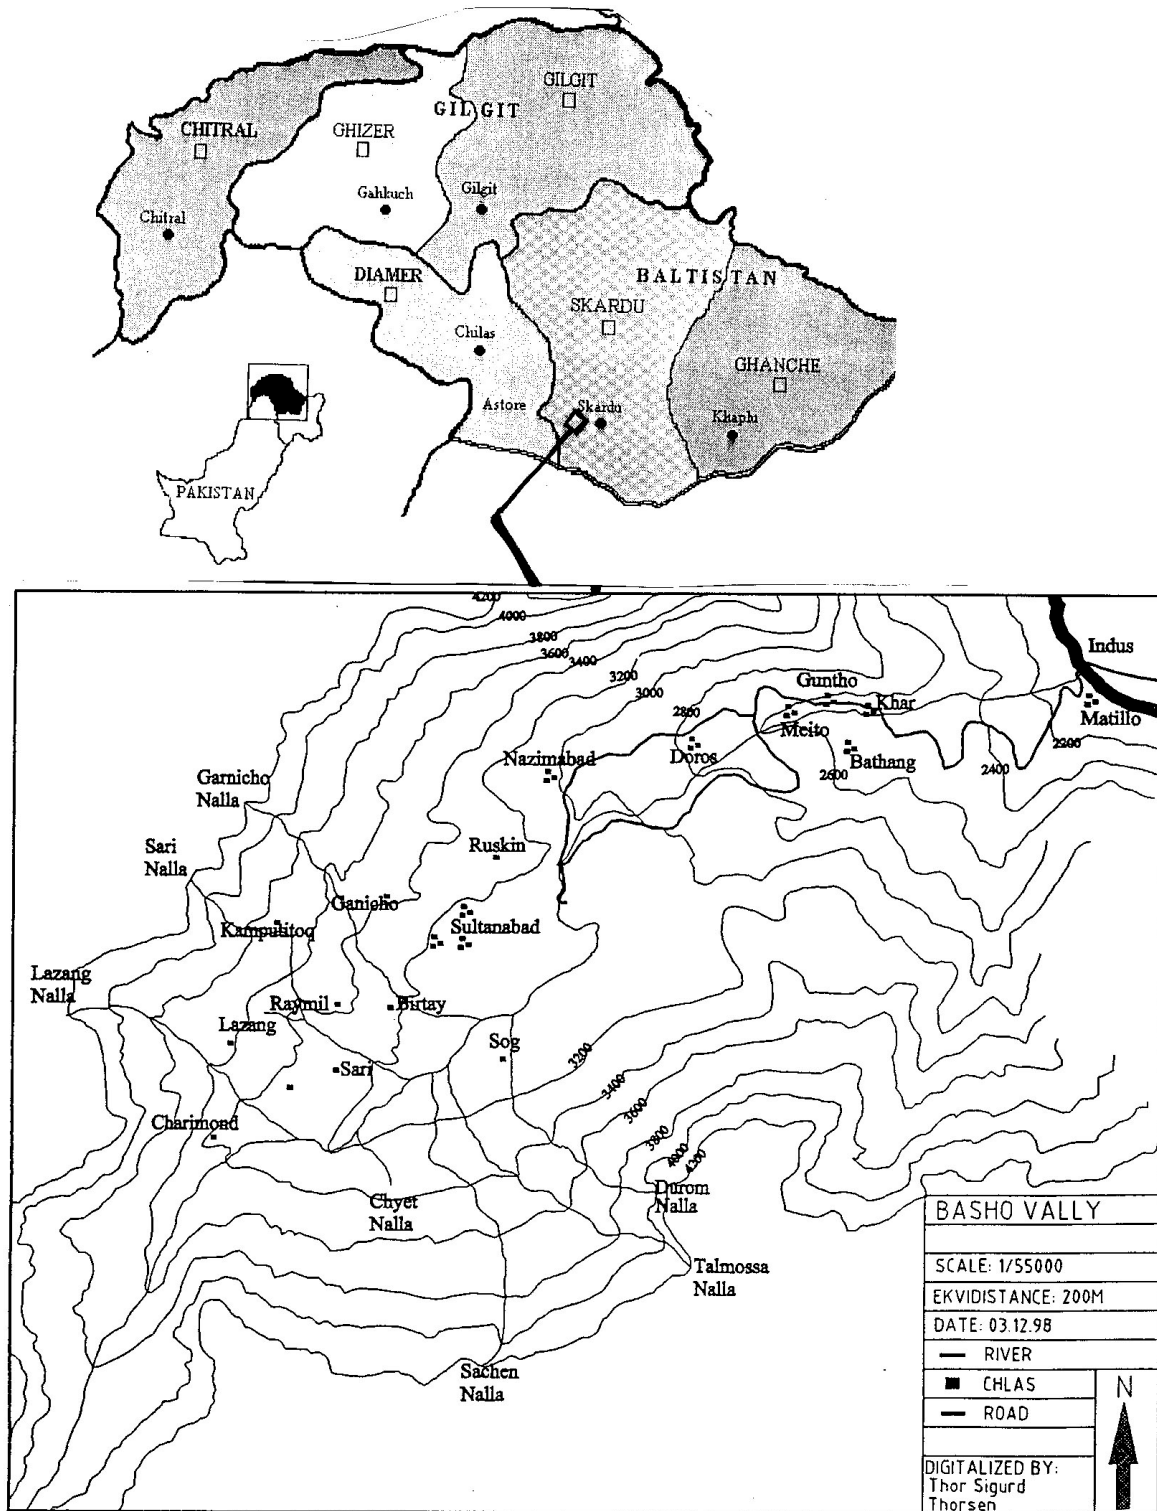 GILGIT
GILGIT
CHITRAL
GHIZER
Gahkuch
Gilgit
Chitral
DIAMER
BALTISTAN
SKARDU
Chilas
GHANCHE
Astore
Skardu
Khaplu
PAKISTAN
4200
4000
3800
3600
3400
3200
3000
2800
Indus
Guntho
Khar
Matillo
Meito
Doros
Bathang
2600
2400
2200
Nazimabad
Garnicho
Nalla
Ruskin
Sari
Nalla
Ganicho
Kampulitoq
Sultanabad
Lazang
Nalla
Raymil
Birtay
Lazang
Sog
Sari
Charimond
3200
3400
3600
3800
4000
4200
Chyet
Nalla
Durom
Nalla
Talmossa
Nalla
Sachen
Nalla
BASHO VALLY
SCALE: 1/55000
EKVIDISTANCE: 200M
DATE: 03.12.98
RIVER
CHLAS
ROAD
N
DIGITALIZED BY:
Thor Sigurd
Thorsen